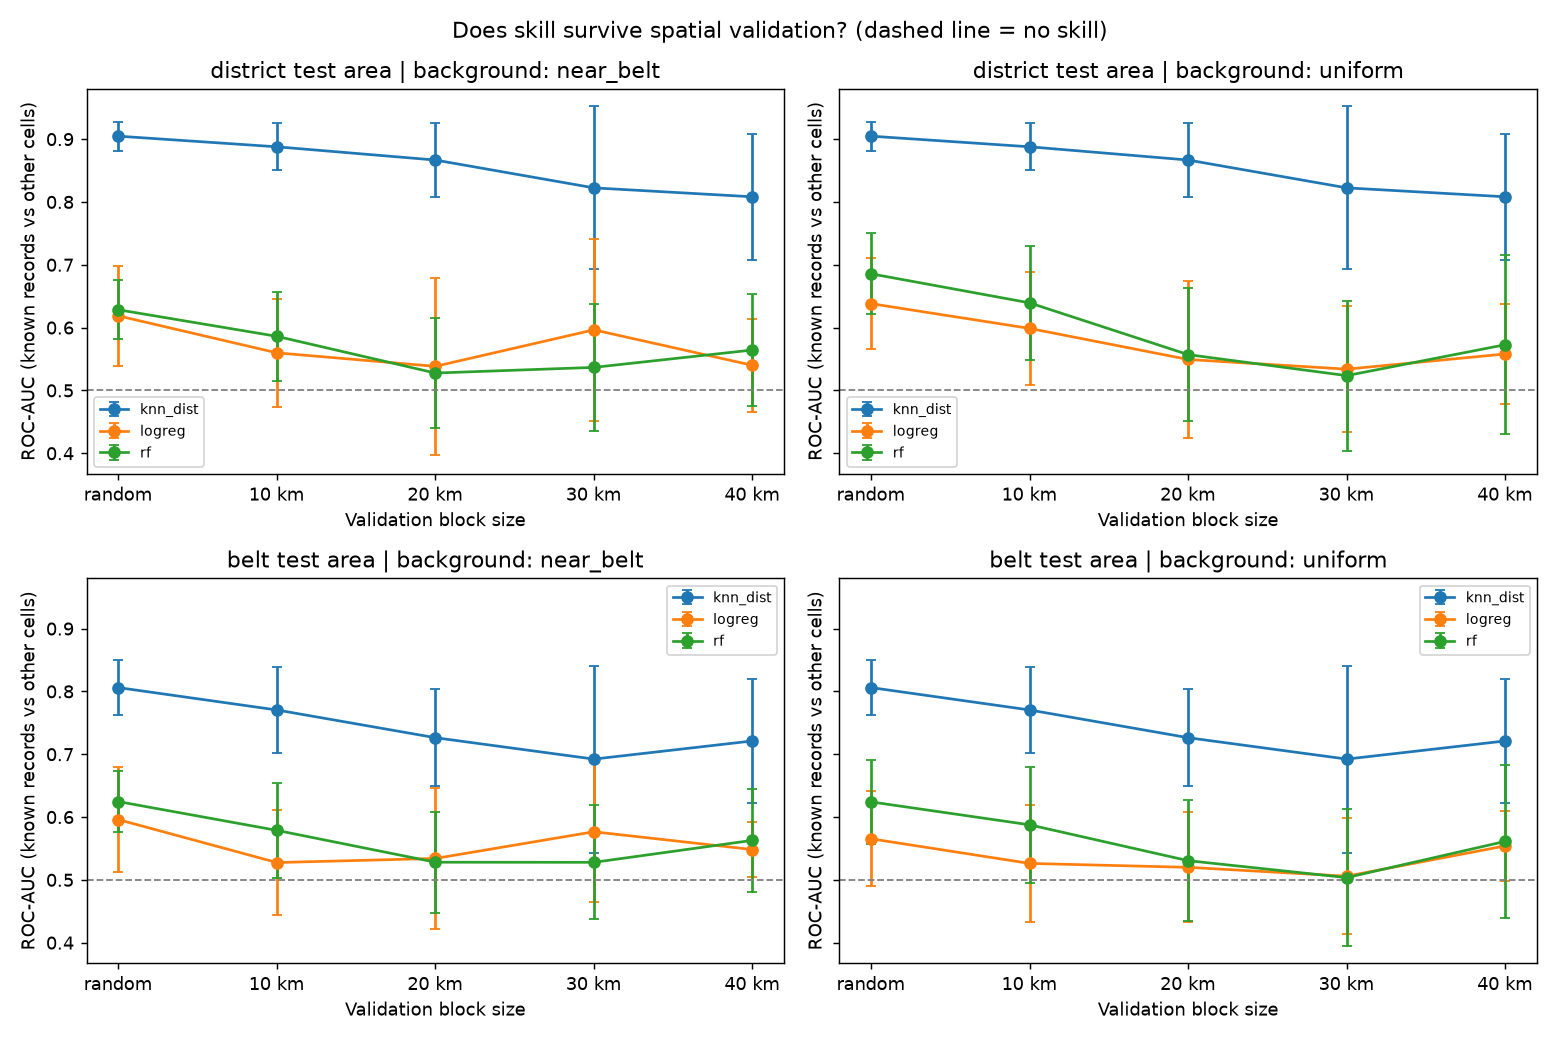 Does skill survive spatial validation? (dashed line = no skill)
district test area | background: near_belt
ROC-AUC (known records vs other cells)
0.9
0.8
0.7
0.6
0.5
0.4
knn_dist
logreg
rf
random 10 km 20 km 30 km 40 km
Validation block size
district test area | background: uniform
ROC-AUC (known records vs other cells)
knn_dist
logreg
rf
random 10 km 20 km 30 km 40 km
Validation block size
belt test area | background: near_belt
ROC-AUC (known records vs other cells)
0.9
0.8
0.7
0.6
0.5
0.4
knn_dist
logreg
rf
random 10 km 20 km 30 km 40 km
Validation block size
belt test area | background: uniform
ROC-AUC (known records vs other cells)
knn_dist
logreg
rf
random 10 km 20 km 30 km 40 km
Validation block size